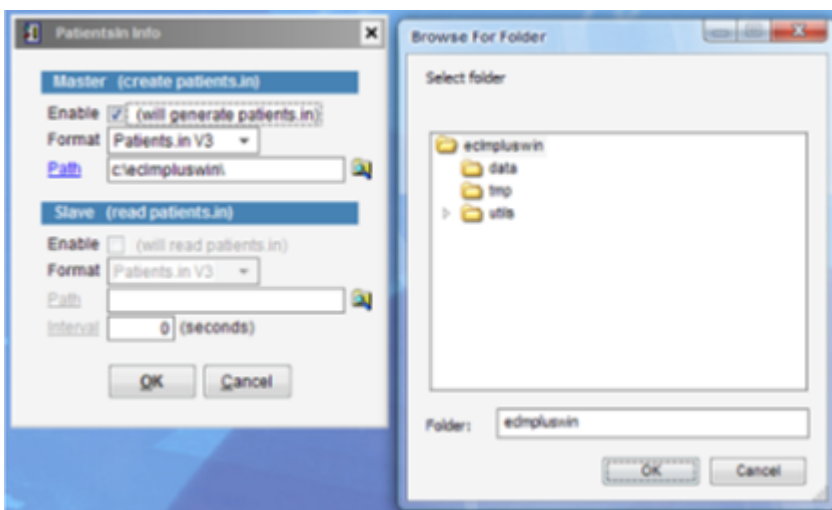 PatientsIn Info
Master (create patients.in)
Enable (will generate patients.in)
Format Patients.in V3
Path c:\eclmpluswin\
Slave (read patients.in)
Enable (will read patients.in)
Format Patients.in V3
Path
Interval 0 (seconds)
OK Cancel
Browse For Folder
Select folder
eclmpluswin
data
tmp
utils
Folder: eclmpluswin
OK Cancel